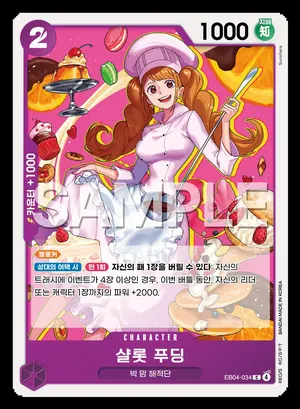 2
1000
지혜
知
카운터 +1000
SAMPLE
블로커
상대의 어택 시 턴 1회 자신의 패 1장을 버릴 수 있다: 자신의
트래시에 이벤트가 4장 이상인 경우, 이번 배틀 동안, 자신의 리더
또는 캐릭터 1장까지의 파워 +2000.
CHARACTER
샬롯 푸딩
빅 맘 해적단
EB04-034